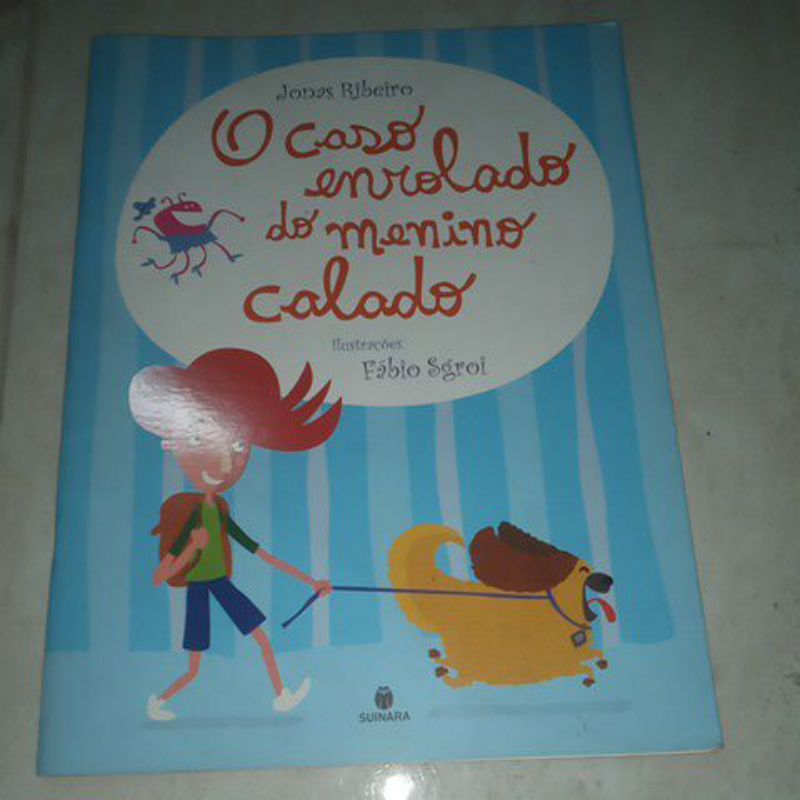 Jonas Ribeiro
O caso
enrolado
do menino
calado
Ilustrações
Fábio Sgroi
SUINARA